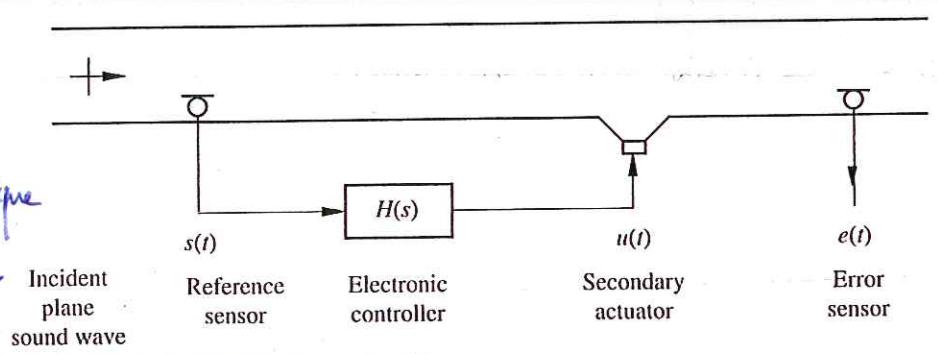 H(s)
s(t)
u(t)
e(t)
Incident
plane
sound wave
Reference
sensor
Electronic
controller
Secondary
actuator
Error
sensor